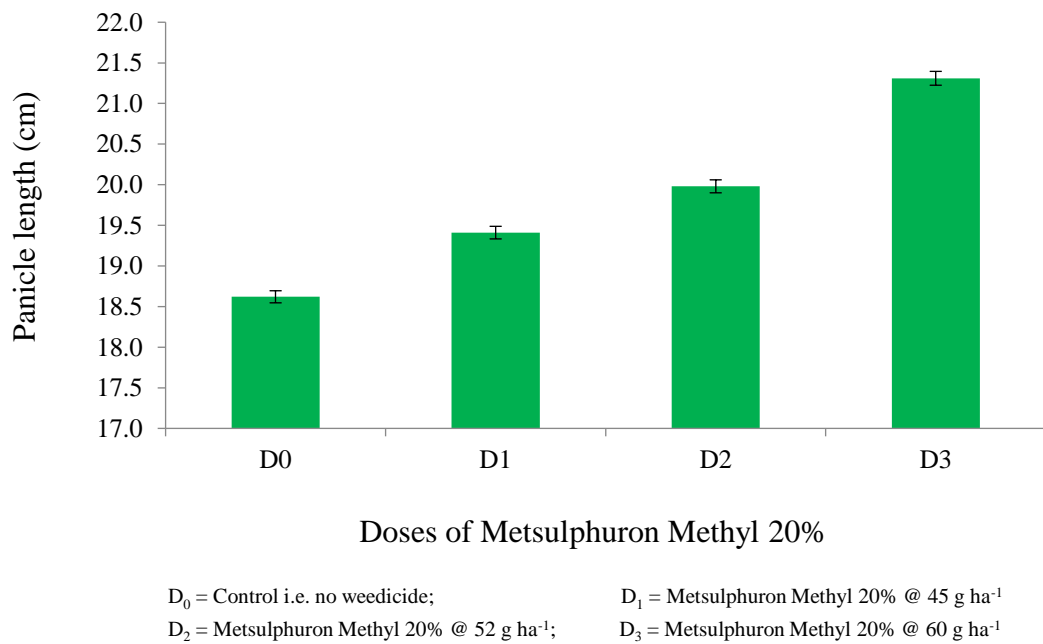 Panicle length (cm)
22.0
21.5
21.0
20.5
20.0
19.5
19.0
18.5
18.0
17.5
17.0
D0 D1 D2 D3
Doses of Metsulphuron Methyl 20%
D₀ = Control i.e. no weedicide; D₁ = Metsulphuron Methyl 20% @ 45 g ha⁻¹
D₂ = Metsulphuron Methyl 20% @ 52 g ha⁻¹; D₃ = Metsulphuron Methyl 20% @ 60 g ha⁻¹